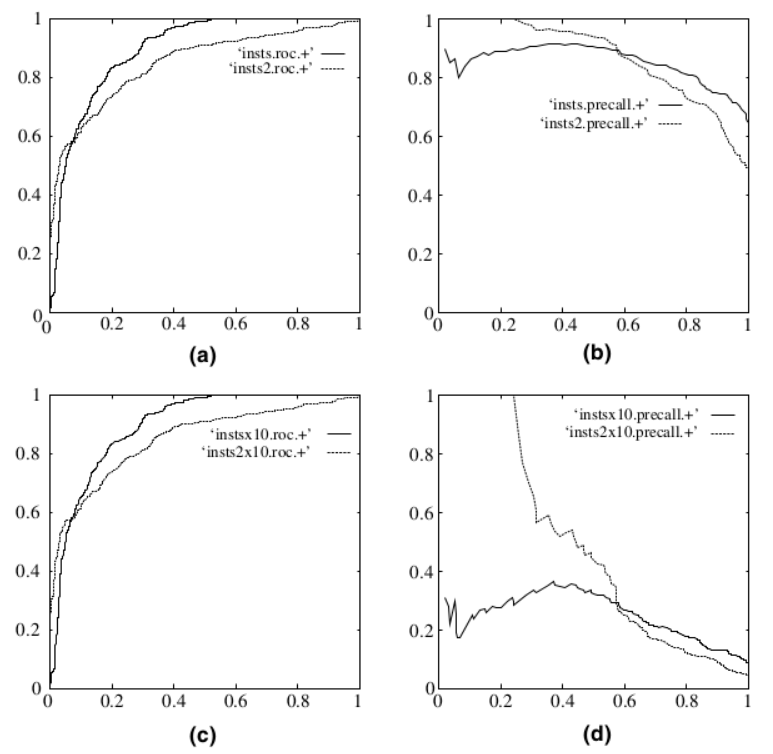 1
0.8
0.6
0.4
0.2
0
0 0.2 0.4 0.6 0.8 1
'insts.roc.+'
'insts2.roc.+'
(a)
1
0.8
0.6
0.4
0.2
0
0 0.2 0.4 0.6 0.8 1
'insts.precall.+'
'insts2.precall.+'
(b)
1
0.8
0.6
0.4
0.2
0
0 0.2 0.4 0.6 0.8 1
'instsx10.roc.+'
'insts2x10.roc.+'
(c)
1
0.8
0.6
0.4
0.2
0
0 0.2 0.4 0.6 0.8 1
'instsx10.precall.+'
'insts2x10.precall.+'
(d)